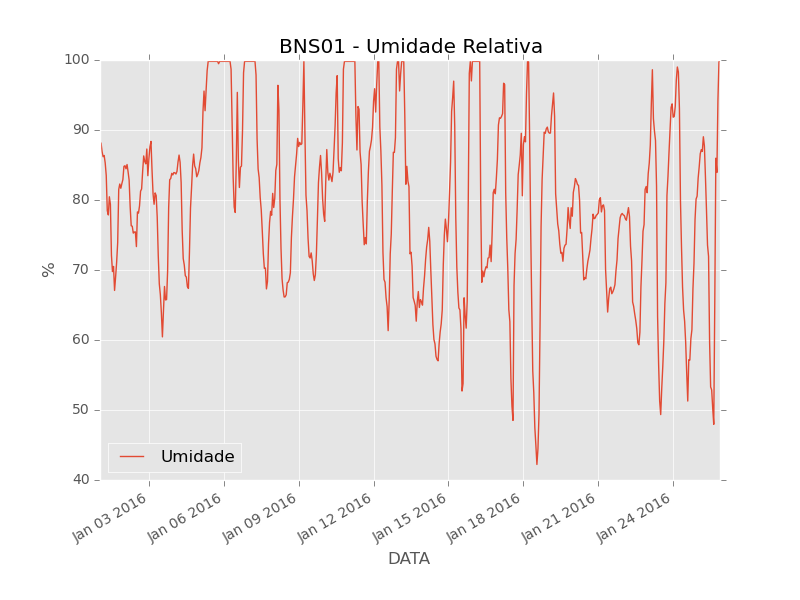 BNS01 - Umidade Relativa
100
90
80
70
60
50
40
%
Umidade
Jan 03 2016
Jan 06 2016
Jan 09 2016
Jan 12 2016
Jan 15 2016
Jan 18 2016
Jan 21 2016
Jan 24 2016
DATA